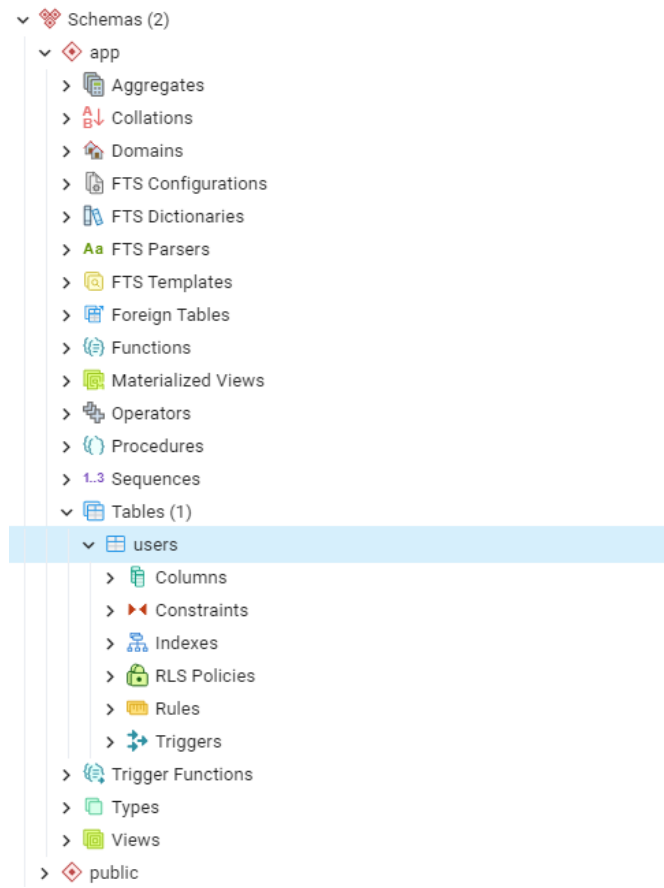 Schemas (2)
app
Aggregates
Collations
Domains
FTS Configurations
FTS Dictionaries
Aa FTS Parsers
FTS Templates
Foreign Tables
Functions
Materialized Views
Operators
Procedures
1..3 Sequences
Tables (1)
users
Columns
Constraints
Indexes
RLS Policies
Rules
Triggers
Trigger Functions
Types
Views
public